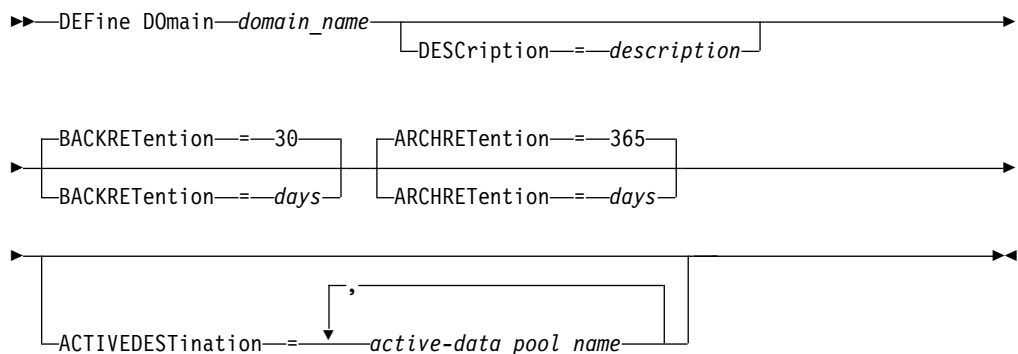 DEFine DOmain domain_name
DESCription = description
BACKRETention = 30 ARCHRETention = 365
BACKRETention = days ARCHRETention = days
,
ACTIVEDESTination = active-data pool name